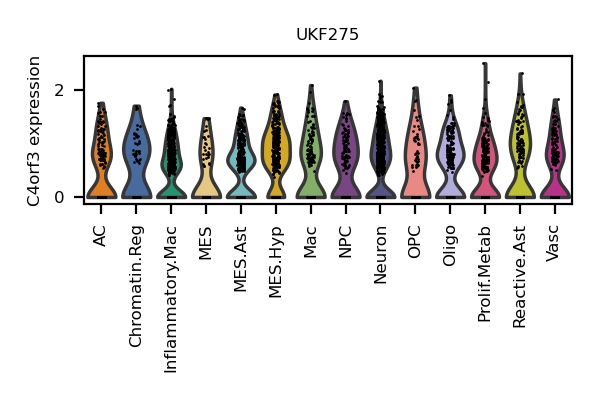 UKF275
C4orf3 expression
2
0
AC
Chromatin.Reg
Inflammatory.Mac
MES
MES.Ast
MES.Hyp
Mac
NPC
Neuron
OPC
Oligo
Prolif.Metab
Reactive.Ast
Vasc